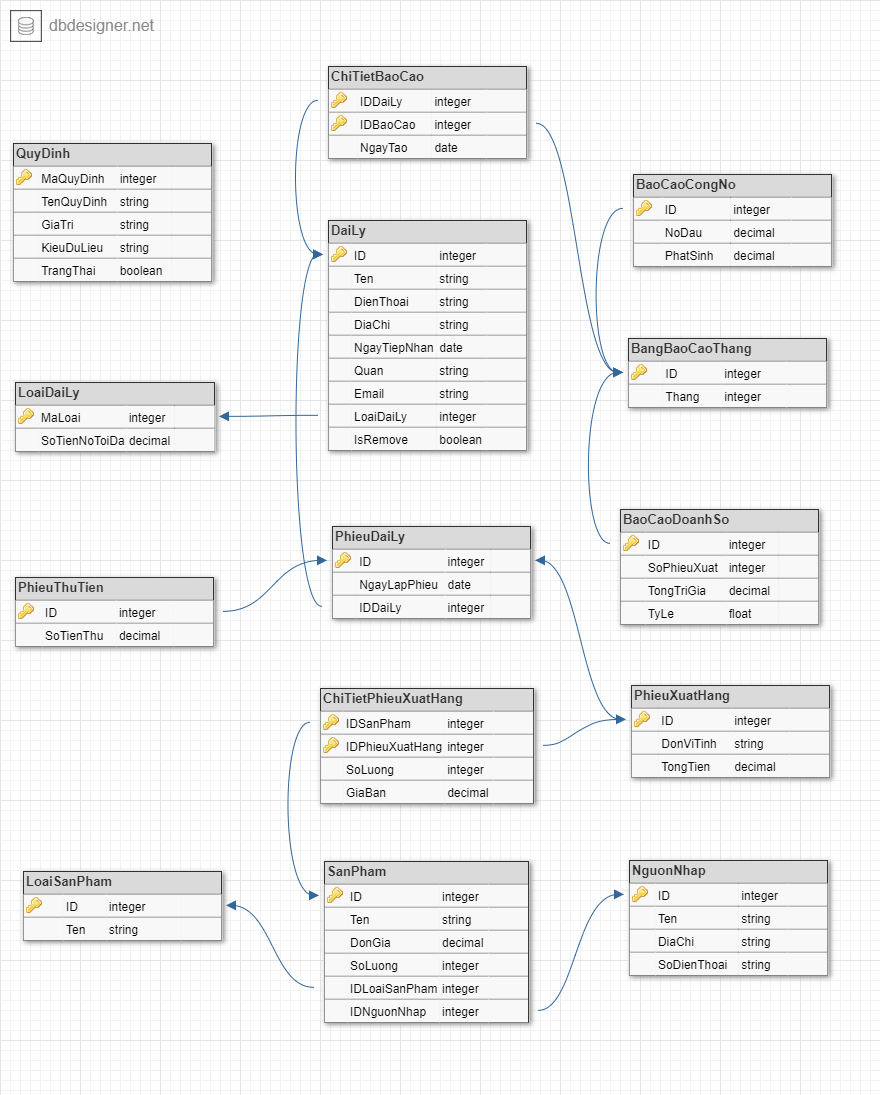 dbdesigner.net
ChiTietBaoCao
IDDaiLy integer
IDBaoCao integer
NgayTao date
QuyDinh
MaQuyDinh integer
TenQuyDinh string
GiaTri string
KieuDuLieu string
TrangThai boolean
BaoCaoCongNo
ID integer
NoDau decimal
PhatSinh decimal
DaiLy
ID integer
Ten string
DienThoai string
DiaChi string
NgayTiepNhan date
Quan string
Email string
LoaiDaiLy integer
IsRemove boolean
BangBaoCaoThang
ID integer
Thang integer
LoaiDaiLy
MaLoai integer
SoTienNoToiDa decimal
BaoCaoDoanhSo
ID integer
SoPhieuXuat integer
TongTriGia decimal
TyLe float
PhieuDaiLy
ID integer
NgayLapPhieu date
IDDaiLy integer
PhieuThuTien
ID integer
SoTienThu decimal
ChiTietPhieuXuatHang
IDSanPham integer
IDPhieuXuatHang integer
SoLuong integer
GiaBan decimal
PhieuXuatHang
ID integer
DonViTinh string
TongTien decimal
LoaiSanPham
ID integer
Ten string
SanPham
ID integer
Ten string
DonGia decimal
SoLuong integer
IDLoaiSanPham integer
IDNguonNhap integer
NguonNhap
ID integer
Ten string
DiaChi string
SoDienThoai string